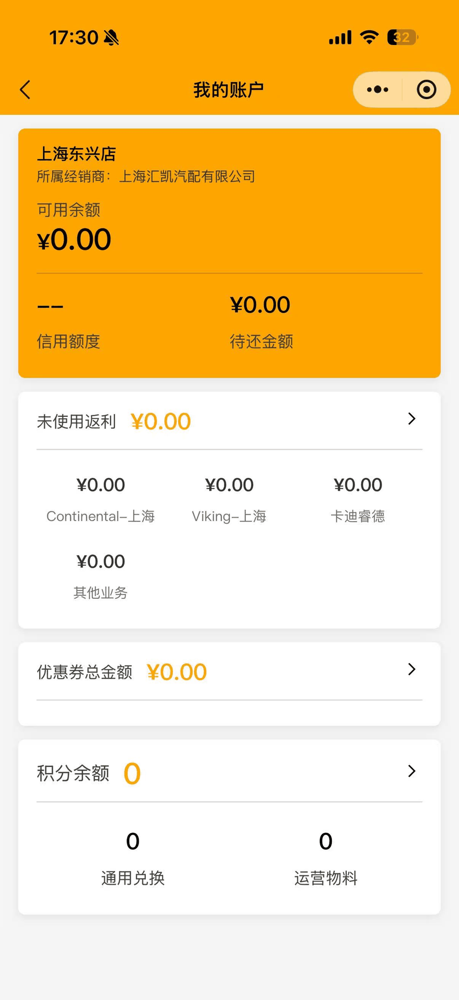 17:30
32
我的账户
上海东兴店
所属经销商：上海汇凯汽配有限公司
可用余额
¥0.00
-- ¥0.00
信用额度 待还金额
未使用返利 ¥0.00
¥0.00 ¥0.00 ¥0.00
Continental-上海 Viking-上海 卡迪睿德
¥0.00
其他业务
优惠券总金额 ¥0.00
积分余额 0
0 0
通用兑换 运营物料